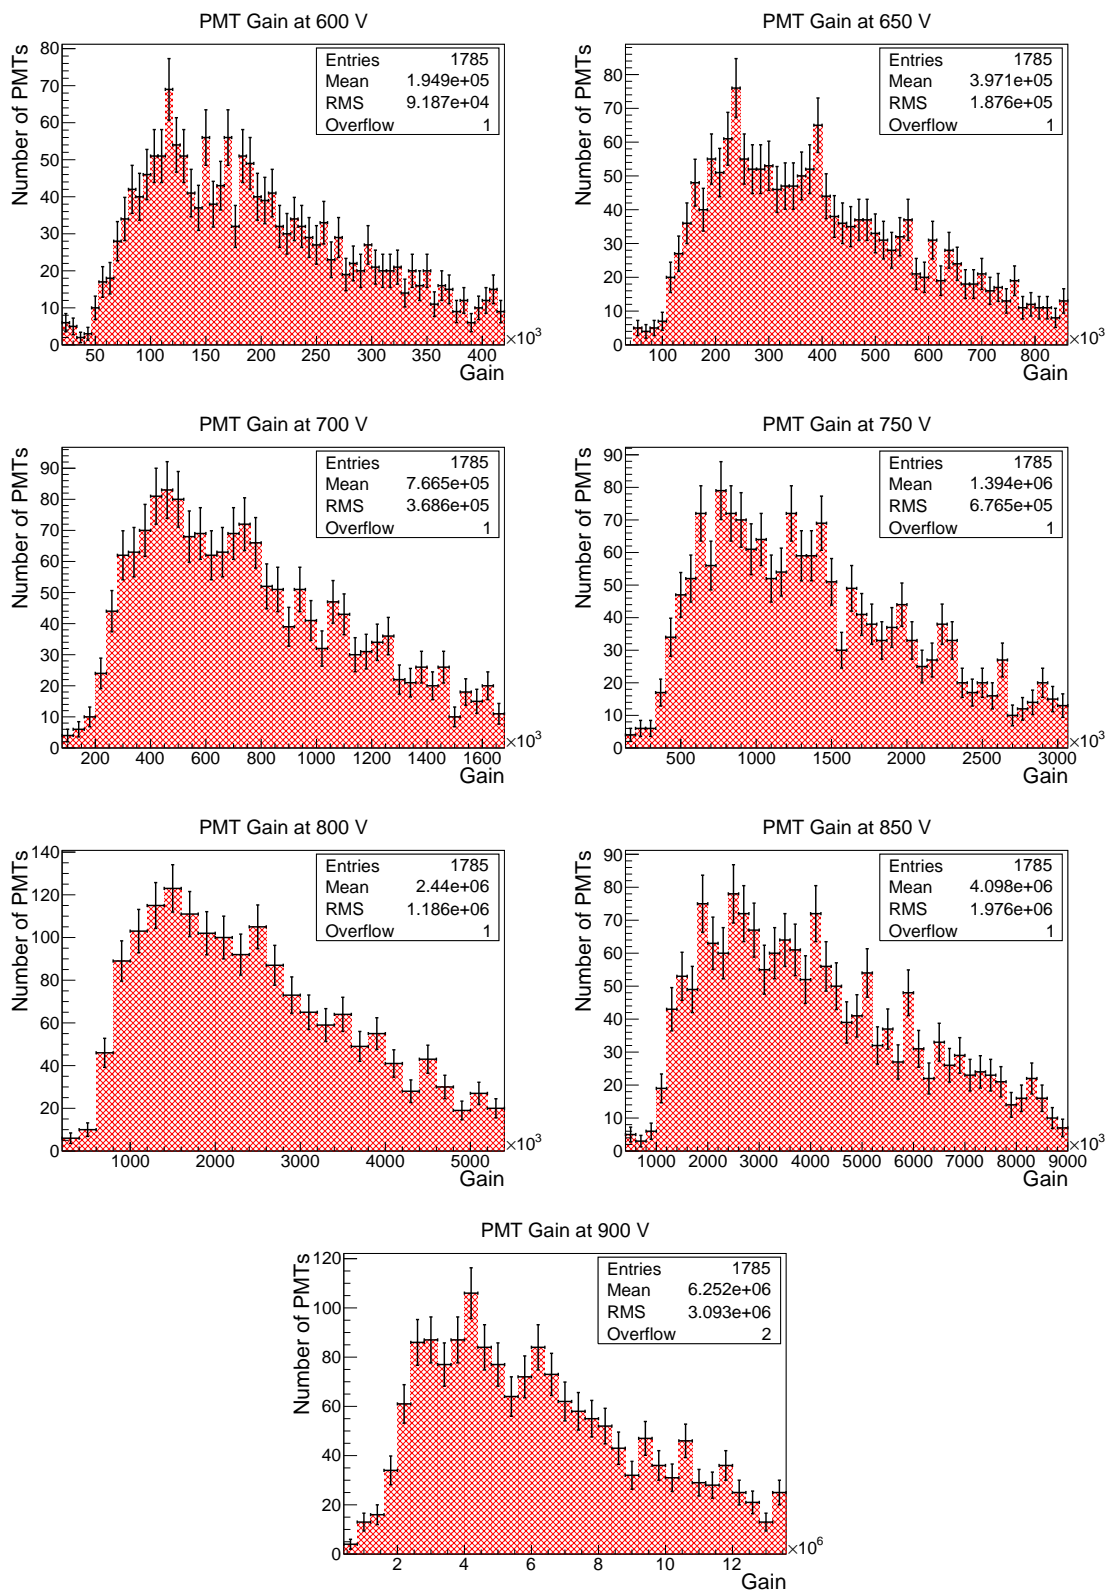 PMT Gain at 600 V
Number of PMTs
80
70
60
50
40
30
20
10
0
Entries 1785
Mean 1.949e+05
RMS 9.187e+04
Overflow 1
50 100 150 200 250 300 350 400
×10³
Gain
PMT Gain at 650 V
Number of PMTs
80
70
60
50
40
30
20
10
0
Entries 1785
Mean 3.971e+05
RMS 1.876e+05
Overflow 1
100 200 300 400 500 600 700 800
×10³
Gain
PMT Gain at 700 V
Number of PMTs
90
80
70
60
50
40
30
20
10
0
Entries 1785
Mean 7.665e+05
RMS 3.686e+05
Overflow 1
200 400 600 800 1000 1200 1400 1600
×10³
Gain
PMT Gain at 750 V
Number of PMTs
90
80
70
60
50
40
30
20
10
0
Entries 1785
Mean 1.394e+06
RMS 6.765e+05
Overflow 1
500 1000 1500 2000 2500 3000
×10³
Gain
PMT Gain at 800 V
Number of PMTs
140
120
100
80
60
40
20
0
Entries 1785
Mean 2.44e+06
RMS 1.186e+06
Overflow 1
1000 2000 3000 4000 5000
×10³
Gain
PMT Gain at 850 V
Number of PMTs
90
80
70
60
50
40
30
20
10
0
Entries 1785
Mean 4.098e+06
RMS 1.976e+06
Overflow 1
1000 2000 3000 4000 5000 6000 7000 8000 9000
×10³
Gain
PMT Gain at 900 V
Number of PMTs
120
100
80
60
40
20
0
Entries 1785
Mean 6.252e+06
RMS 3.093e+06
Overflow 2
2 4 6 8 10 12
×10⁶
Gain